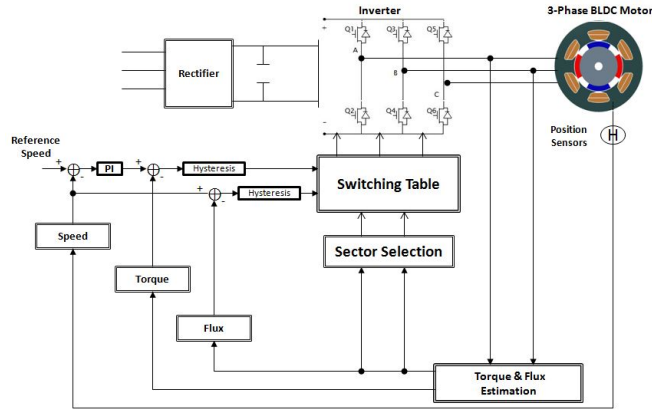 Inverter
3-Phase BLDC Motor
+
Q1
Q3
Q5
A
B
C
Rectifier
Q2
Q4
Q6
-
Position
Sensors
H
Reference
Speed
+
-
PI
+
-
Hysteresis
+
-
Hysteresis
Switching Table
Speed
Sector Selection
Torque
Flux
Torque & Flux
Estimation